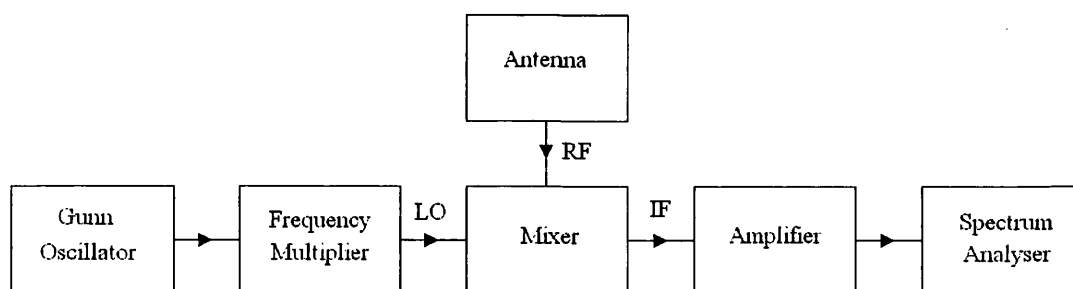 Antenna
RF
Gunn
Oscillator
Frequency
Multiplier
LO
Mixer
IF
Amplifier
Spectrum
Analyser